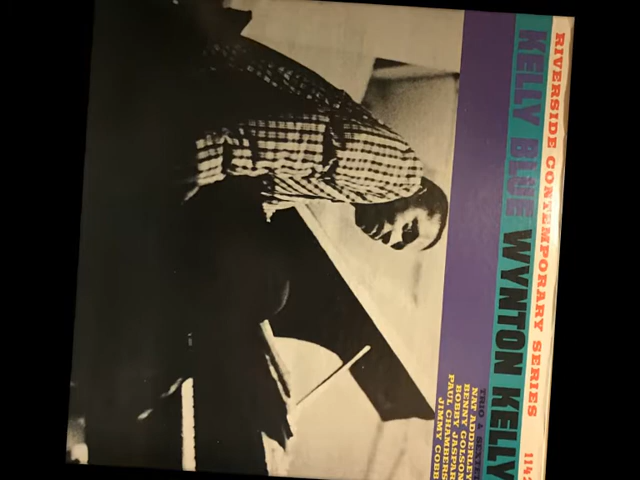 RIVERSIDE CONTEMPORARY SERIES 1142
KELLY BLUE WYNTON KELLY
TRIO & SEXTET
NAT ADDERLEY
BENNY GOLSON
BOBBY JASPAR
PAUL CHAMBERS
JIMMY COBB